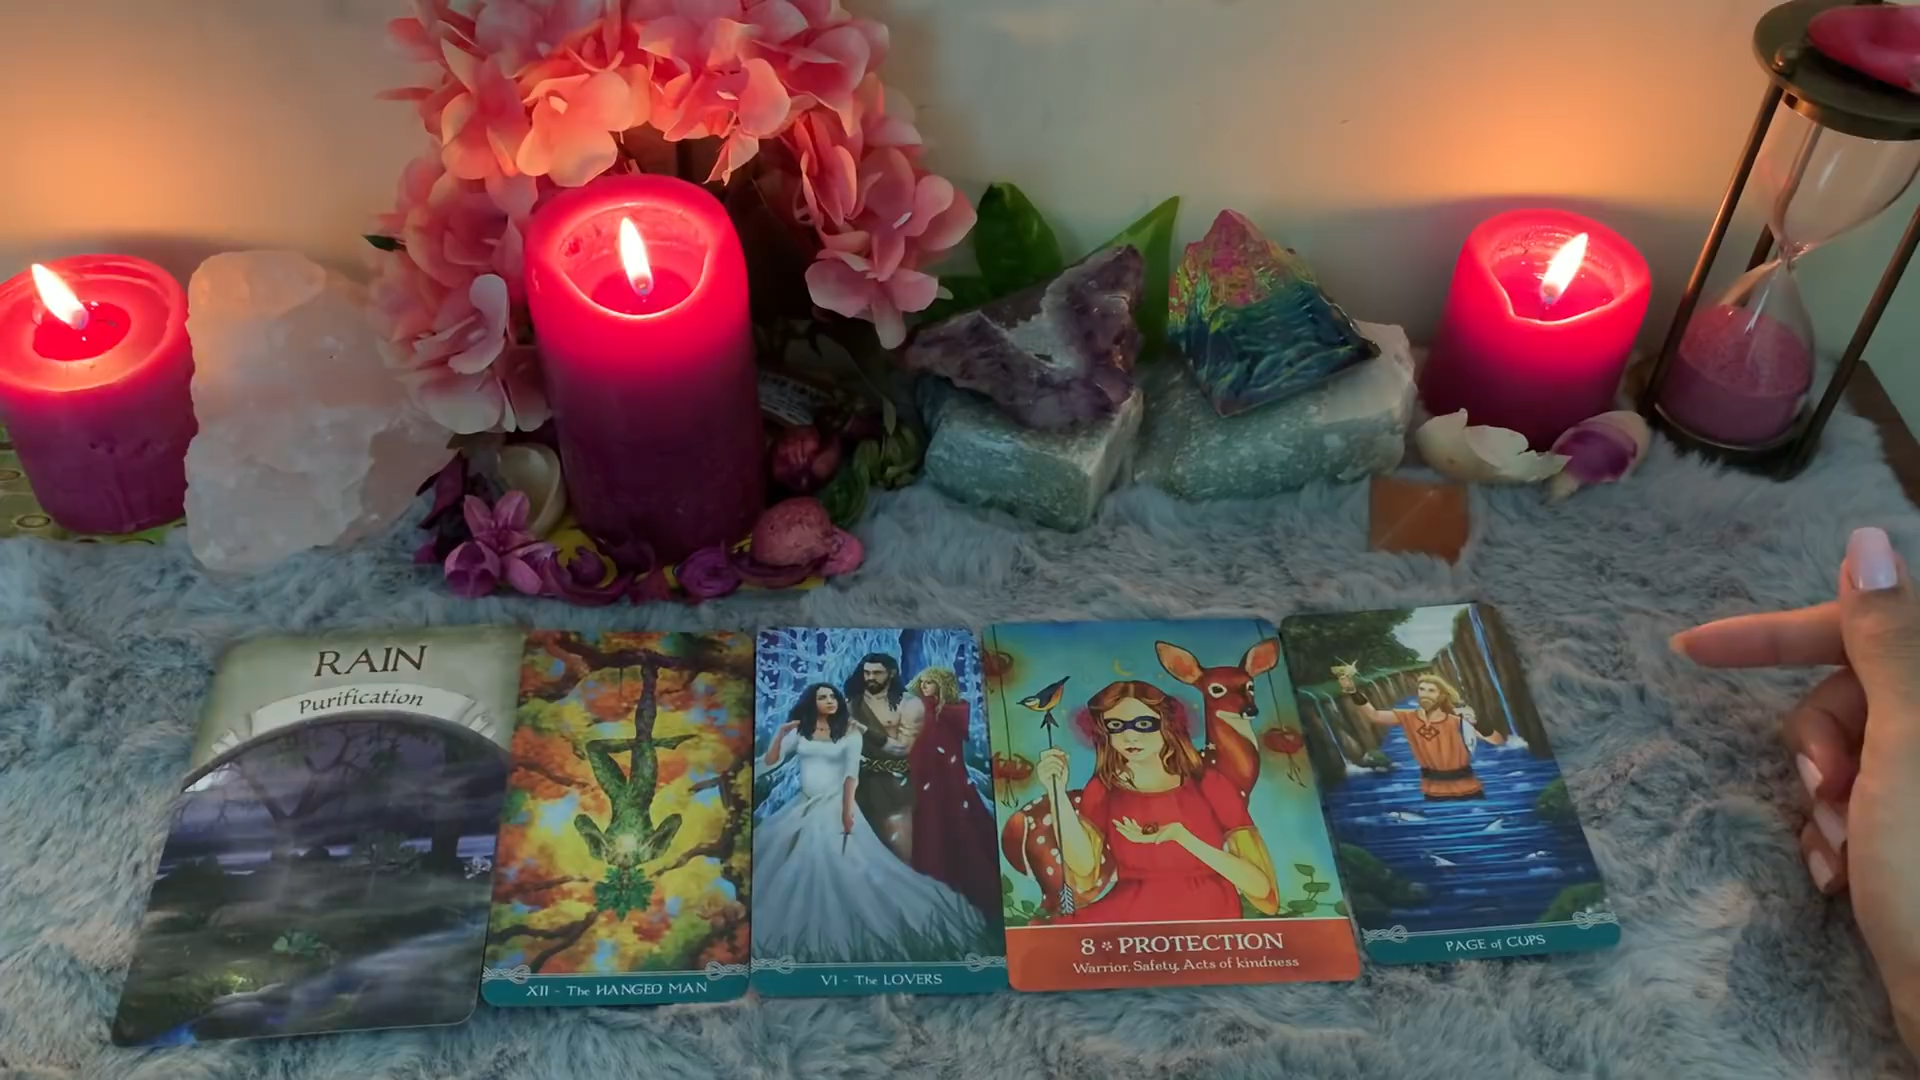 RAIN
Purification
XII - The HANGED MAN
VI - The LOVERS
8 * PROTECTION
Warrior, Safety, Acts of kindness
PAGE of CUPS